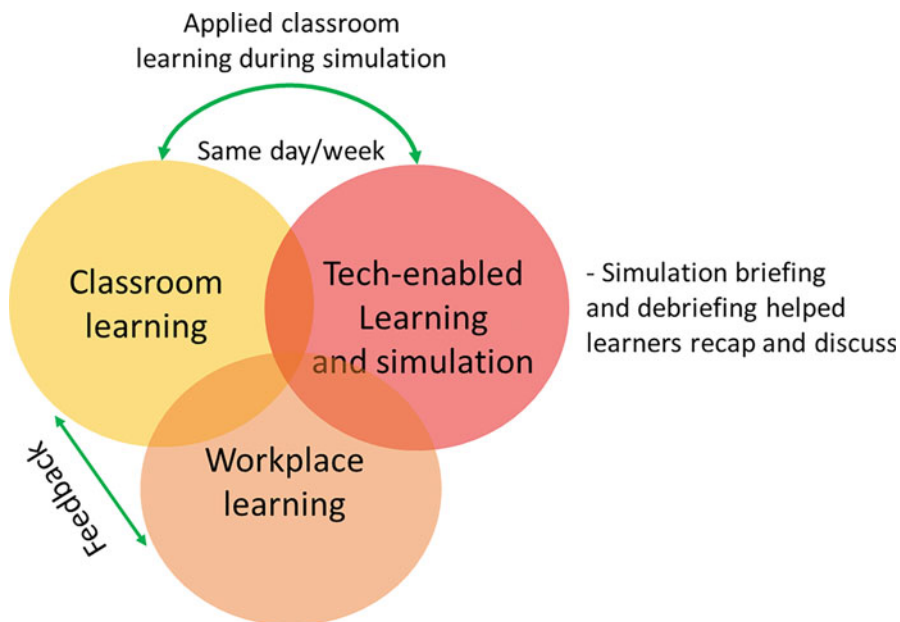 Applied classroom
learning during simulation
Same day/week
Classroom
learning
Tech-enabled
Learning
and simulation
- Simulation briefing
and debriefing helped
learners recap and discuss
Workplace
learning
Feedback